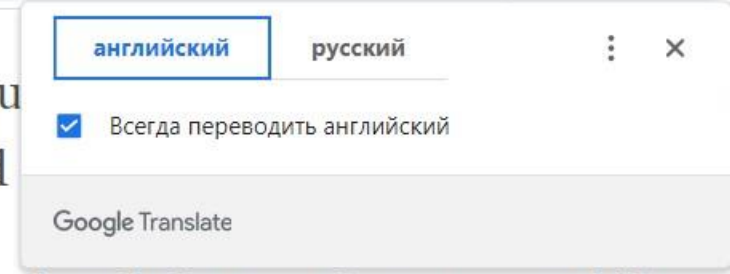 английский русский
Всегда переводить английский
Google Translate